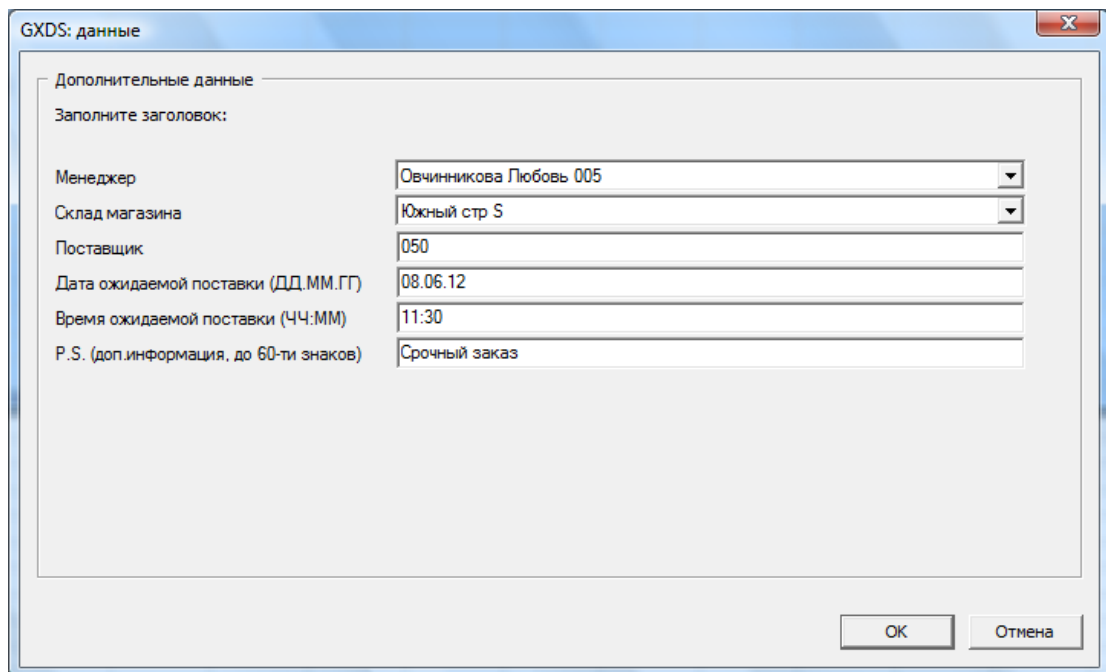 GXDS: данные
Дополнительные данные
Заполните заголовок:
Менеджер Овчинникова Любовь 005
Склад магазина Южный стр S
Поставщик 050
Дата ожидаемой поставки (ДД.ММ.ГГ) 08.06.12
Время ожидаемой поставки (ЧЧ:ММ) 11:30
P.S. (доп.информация, до 60-ти знаков) Срочный заказ
OK Отмена